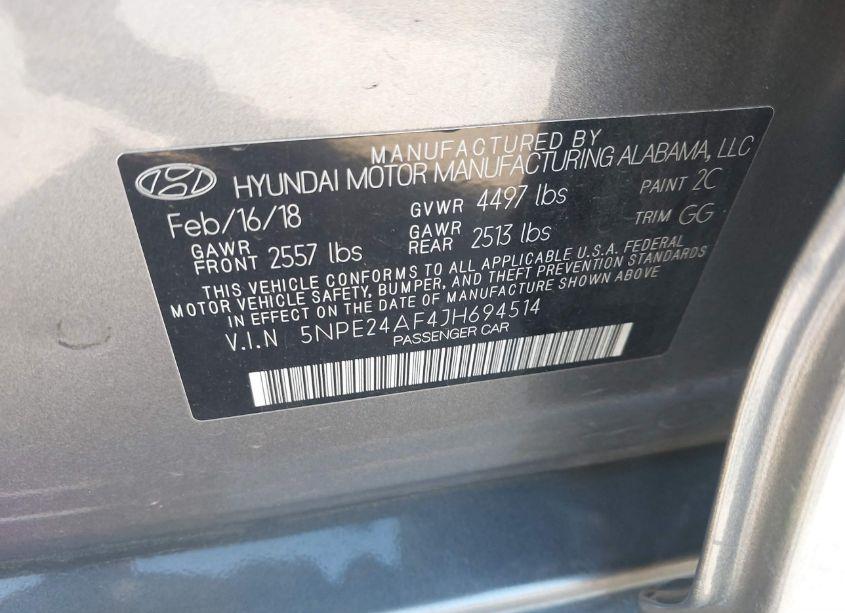 MANUFACTURED BY
HYUNDAI MOTOR MANUFACTURING ALABAMA, LLC
Feb/16/18 GVWR 4497 lbs PAINT 2C
GAWR FRONT 2557 lbs GAWR REAR 2513 lbs TRIM GG
THIS VEHICLE CONFORMS TO ALL APPLICABLE U.S.A. FEDERAL
MOTOR VEHICLE SAFETY, BUMPER, AND THEFT PREVENTION STANDARDS
IN EFFECT ON THE DATE OF MANUFACTURE SHOWN ABOVE
V.I.N 5NPE24AF4JH694514
PASSENGER CAR